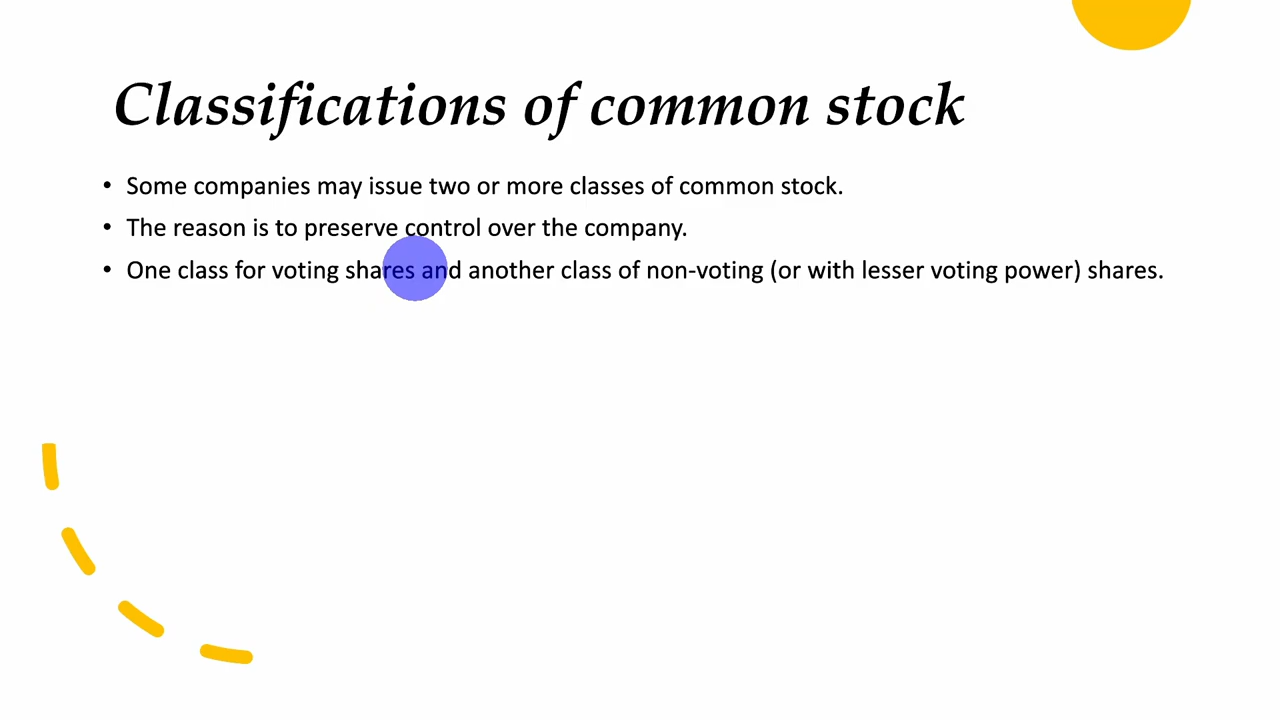 Classifications of common stock
• Some companies may issue two or more classes of common stock.
• The reason is to preserve control over the company.
• One class for voting shares and another class of non-voting (or with lesser voting power) shares.